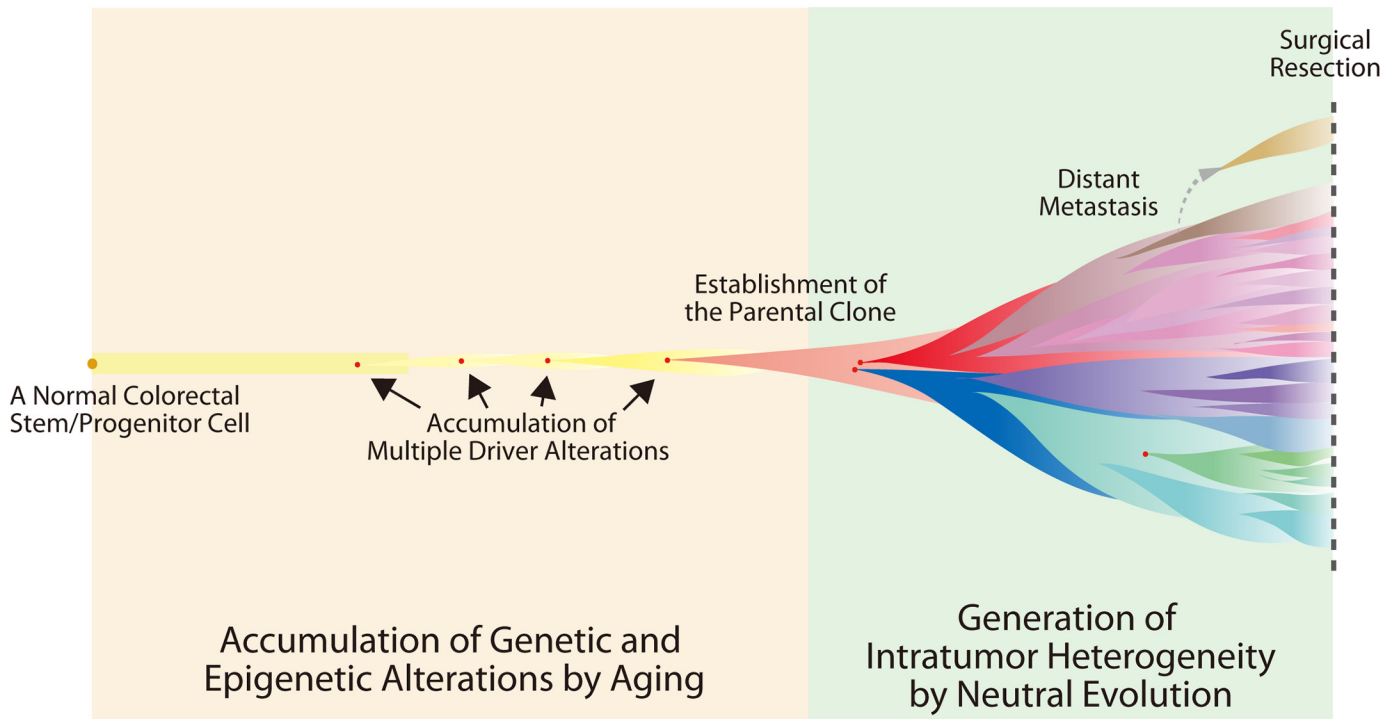 Surgical
Resection
Distant
Metastasis
Establishment of
the Parental Clone
A Normal Colorectal
Stem/Progenitor Cell
Accumulation of
Multiple Driver Alterations
Accumulation of Genetic and
Epigenetic Alterations by Aging
Generation of
Intratumor Heterogeneity
by Neutral Evolution